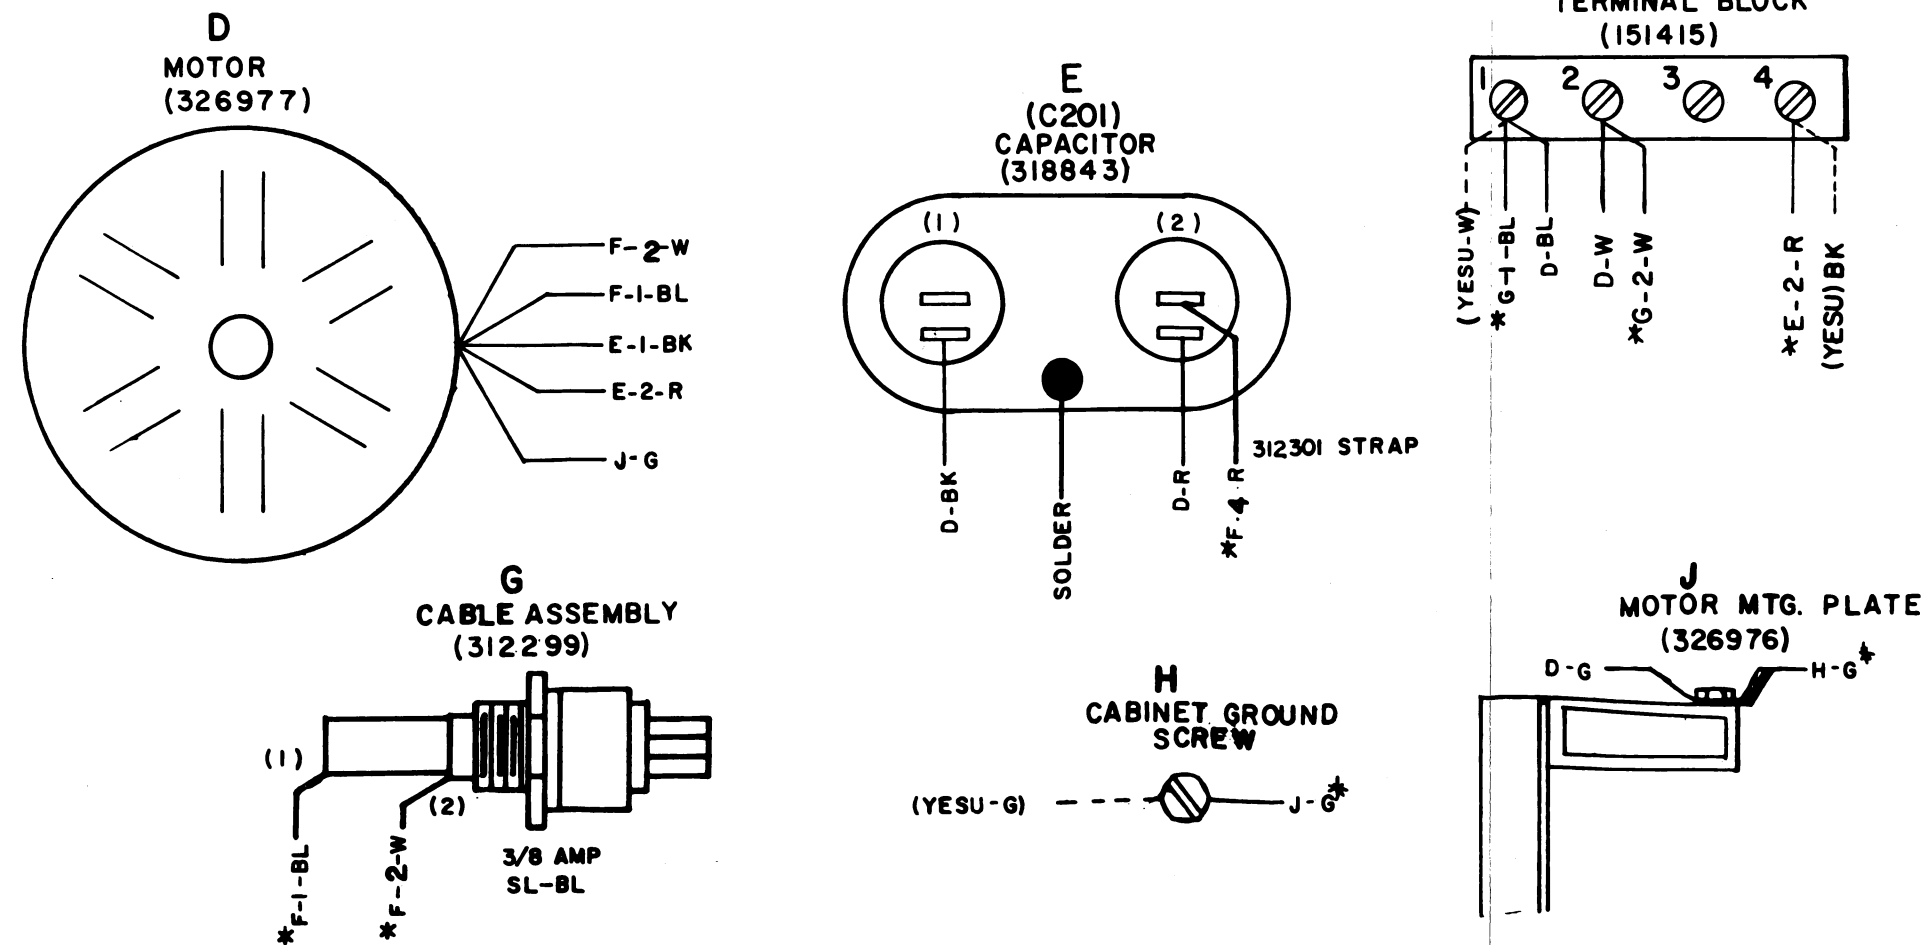 D
MOTOR
(326977)
F-2-W
F-1-BL
E-1-BK
E-2-R
J-G
E
(C201)
CAPACITOR
(318843)
(1)
(2)
D-BK
SOLDER
D-R
*F-4-R
312301 STRAP
TERMINAL BLOCK
(151415)
1
2
3
4
(YESU-W)
*G-1-BL
D-BL
D-W
*G-2-W
*E-2-R
(YESU)BK
G
CABLE ASSEMBLY
(312299)
(1)
(2)
*F-1-BL
*F-2-W
3/8 AMP
SL-BL
H
CABINET GROUND
SCREW
(YESU-G)
J-G*
J
MOTOR MTG. PLATE
(326976)
D-G
H-G*